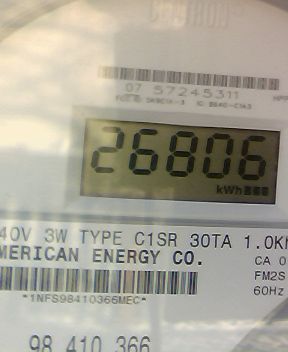 07 57245311
26806
kWh
40V 3W TYPE C1SR 30TA 1.0K
MERICAN ENERGY CO.
CA 0
FM2S
60Hz
*1NFS98410366MEC*
98 410 366